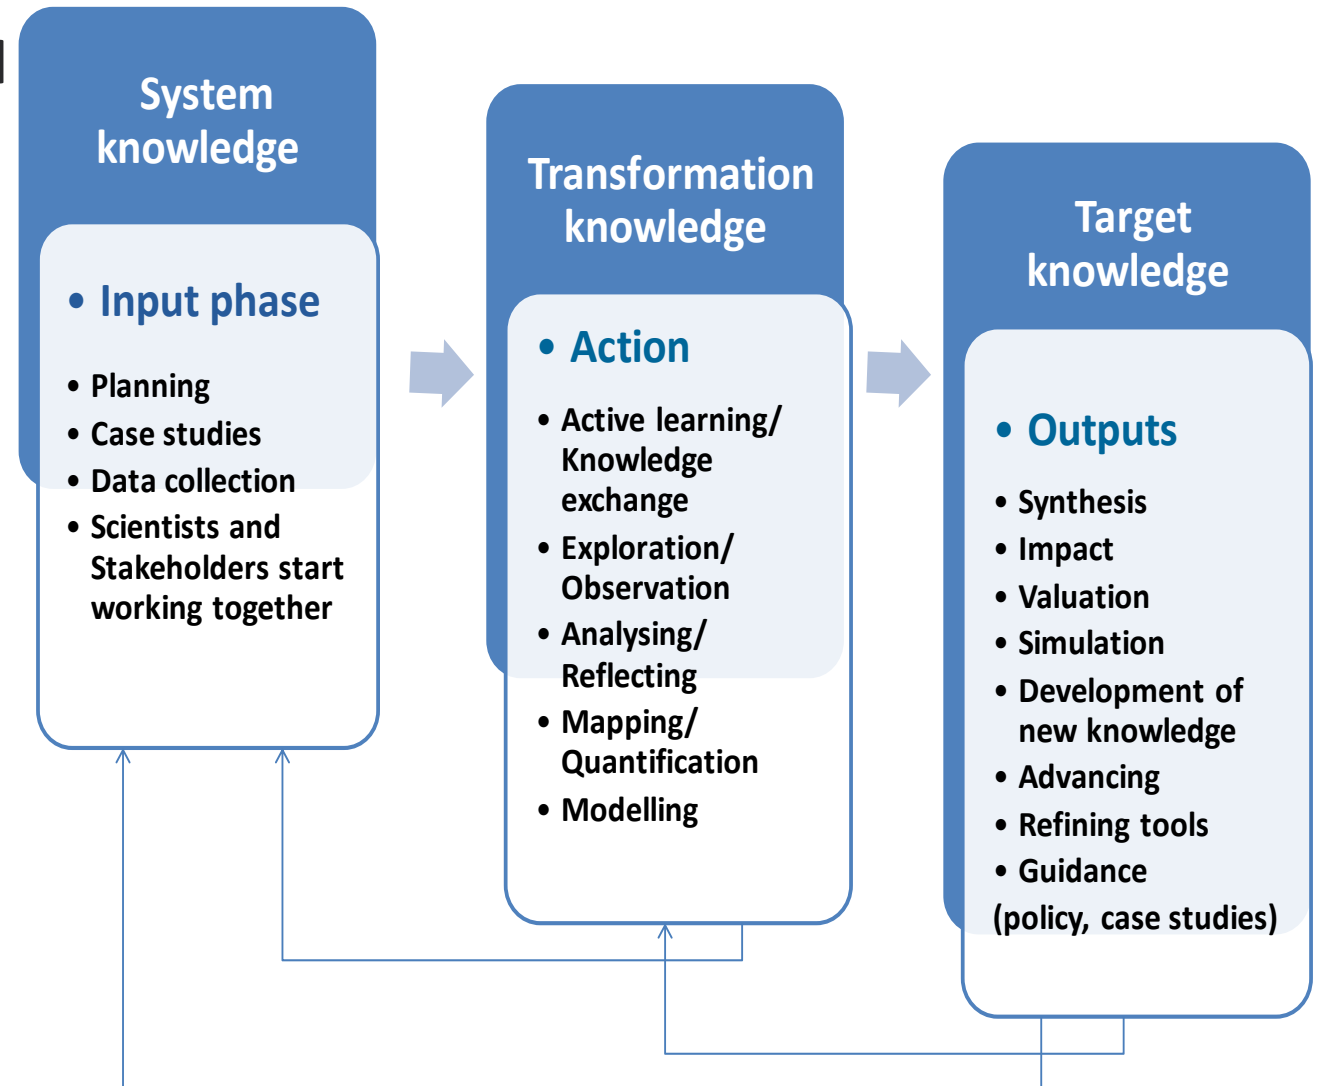 System
knowledge
• Input phase
• Planning
• Case studies
• Data collection
• Scientists and
Stakeholders start
working together
Transformation
knowledge
• Action
• Active learning/
Knowledge
exchange
• Exploration/
Observation
• Analysing/
Reflecting
• Mapping/
Quantification
• Modelling
Target
knowledge
• Outputs
• Synthesis
• Impact
• Valuation
• Simulation
• Development of
new knowledge
• Advancing
• Refining tools
• Guidance
(policy, case studies)